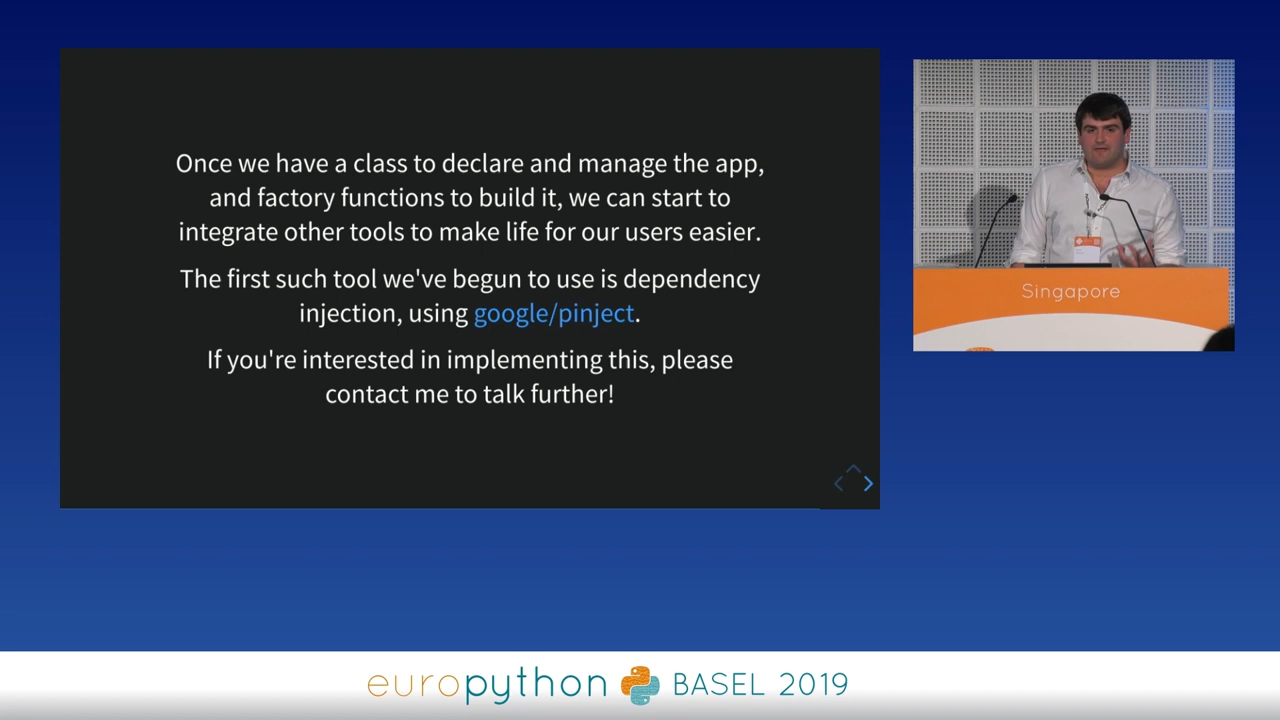 Once we have a class to declare and manage the app,
and factory functions to build it, we can start to
integrate other tools to make life for our users easier.
The first such tool we've begun to use is dependency
injection, using google/pinject.
If you're interested in implementing this, please
contact me to talk further!
Singapore
europython BASEL 2019